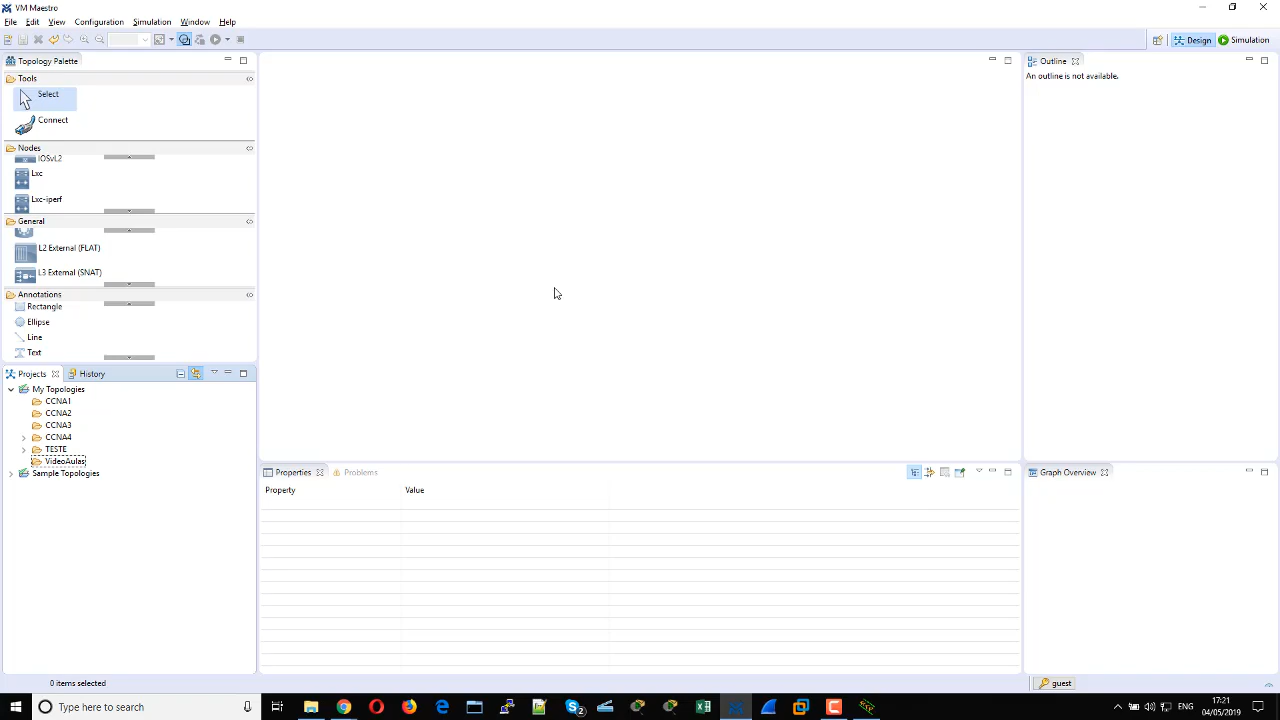 VM Maestro
File Edit View Configuration Simulation Window Help
Design Simulation
Topology Palette
Tools
Select
Connect
Nodes
IOSvL2
Lxc
Lxc-iperf
General
L2 External (FLAT)
L3 External (SNAT)
Annotations
Rectangle
Ellipse
Line
Text
Projects History
My Topologies
CCNA1
CCNA2
CCNA3
CCNA4
TESTE
VideoAulas
Sample Topologies
Outline
An outline is not available.
Properties Problems
Property Value
Graph Overview
0 items selected
guest
Type here to search
ENG
17:21
04/05/2019